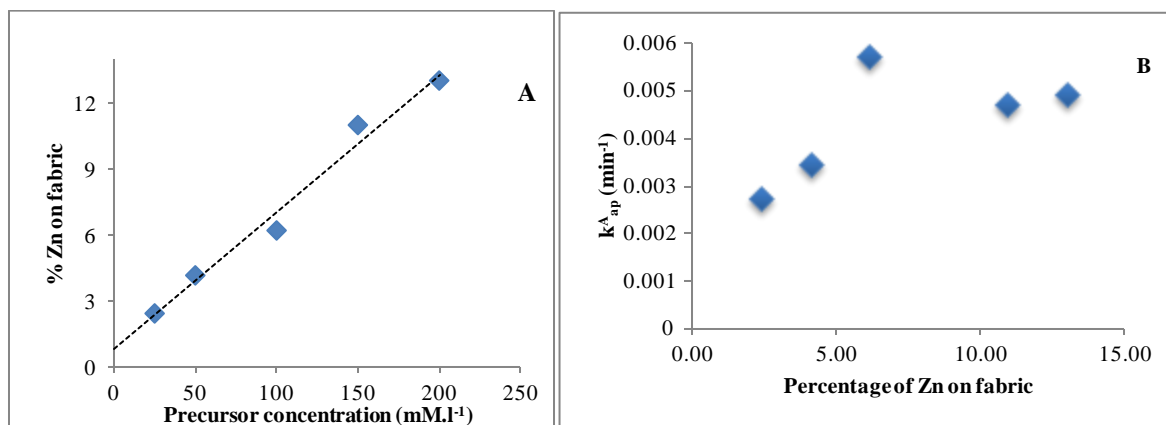 A
% Zn on fabric
12
9
6
3
0
0 50 100 150 200 250
Precursor concentration (mM.l⁻¹)
B
kᴬₐₚ (min⁻¹)
0.006
0.005
0.004
0.003
0.002
0.001
0
0.00 5.00 10.00 15.00
Percentage of Zn on fabric